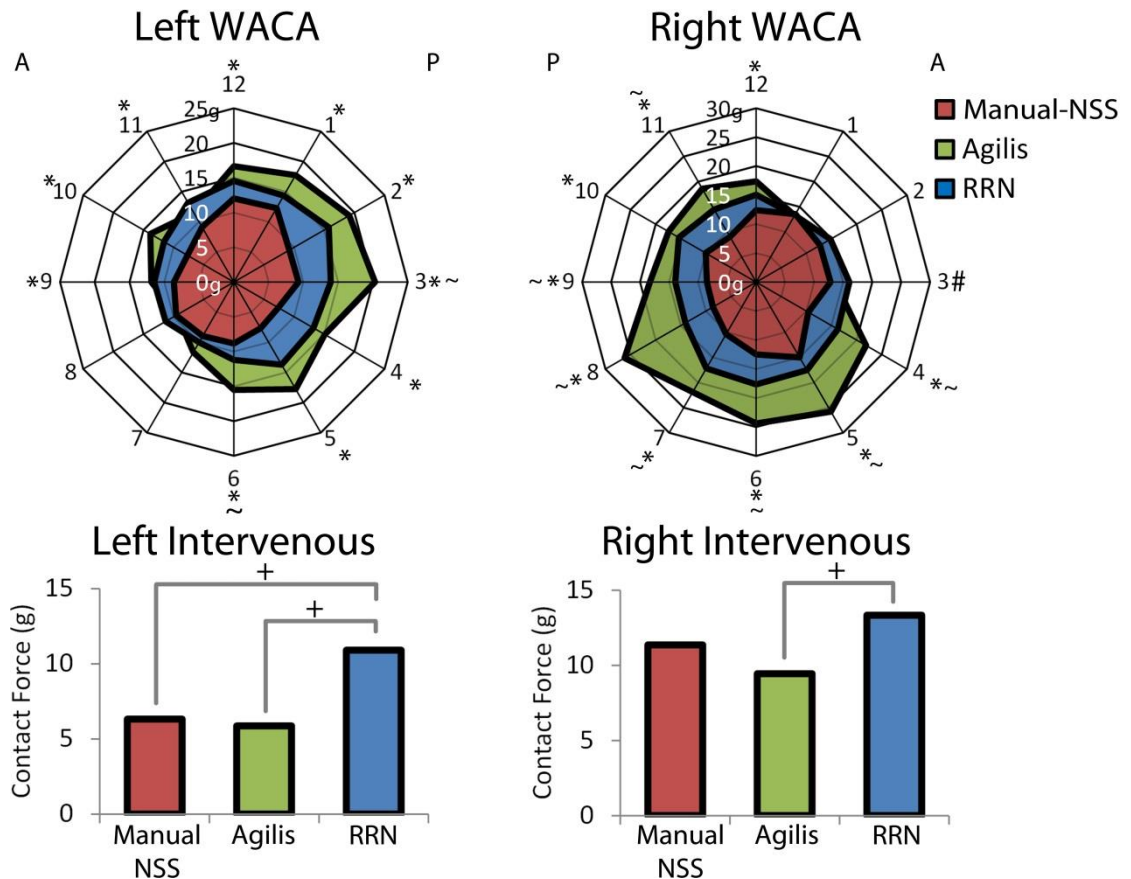 Left WACA
A
P
*
12
1*
2*
3*~
4
*
5
*
6
*
~
7
8
*9
*
10
*
11
25g
20
15
10
5
0g
Right WACA
P
A
*
12
1
2
3#
4
*~
5
*~
6
*
~
7
~*
8
~*
~*9
*
10
~*
11
30g
25
20
15
10
5
0g
Manual-NSS
Agilis
RRN
Left Intervenous
Contact Force (g)
15
10
5
0
+
+
Manual
NSS
Agilis
RRN
Right Intervenous
Contact Force (g)
15
10
5
0
+
Manual
NSS
Agilis
RRN